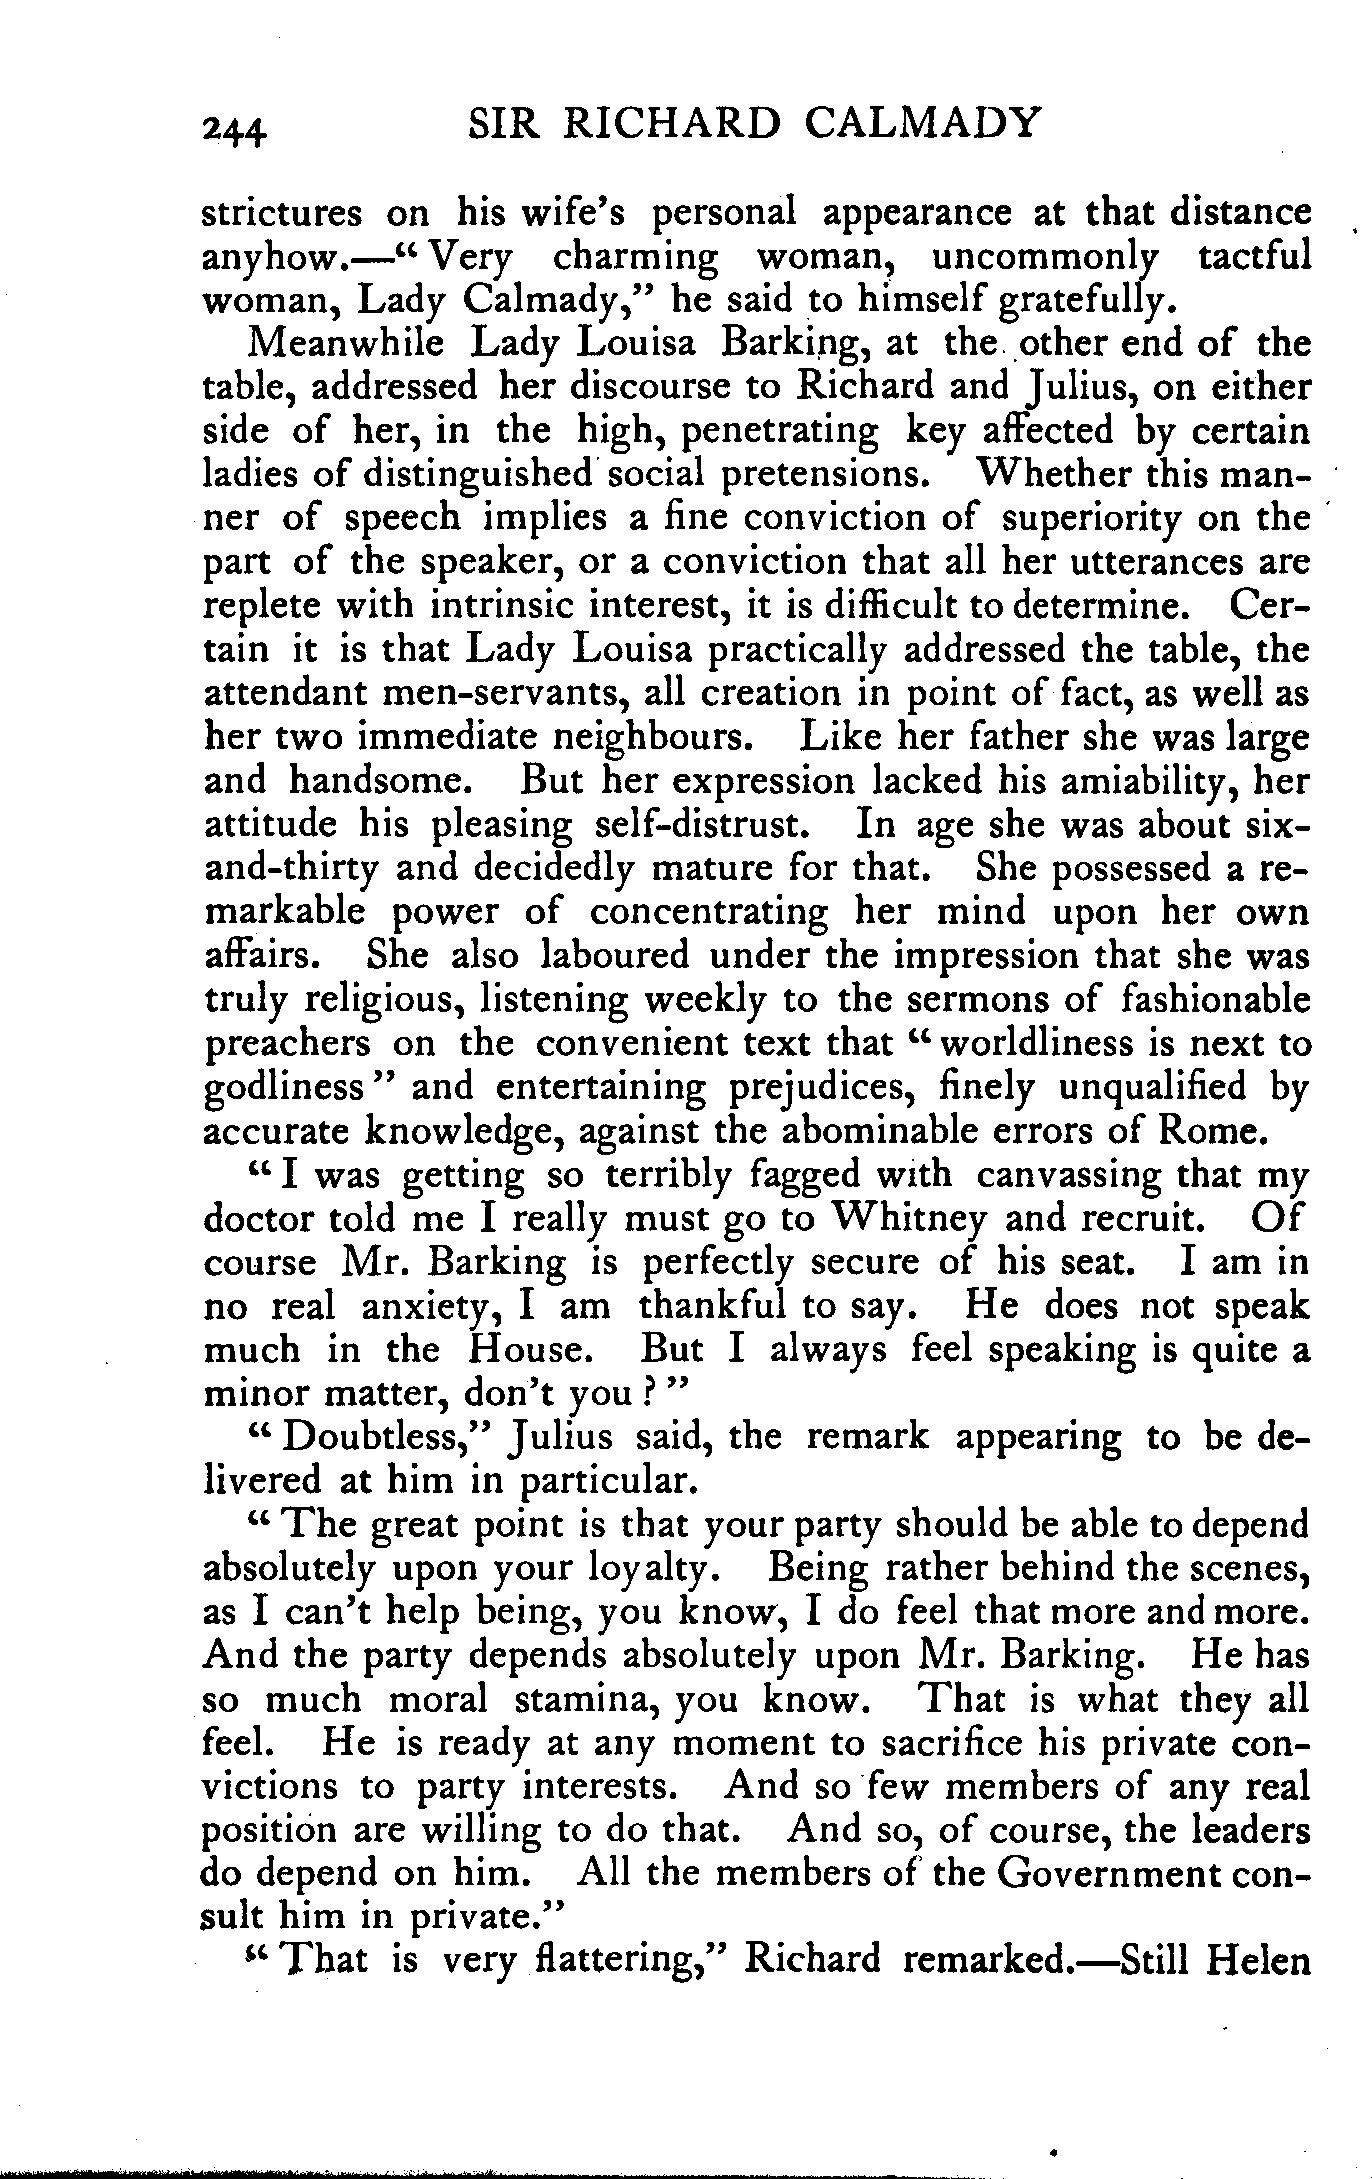 244 SIR RICHARD CALMADY
strictures on his wife's personal appearance at that distance
anyhow.—“Very charming woman, uncommonly tactful
woman, Lady Calmady,” he said to himself gratefully.
Meanwhile Lady Louisa Barking, at the other end of the
table, addressed her discourse to Richard and Julius, on either
side of her, in the high, penetrating key affected by certain
ladies of distinguished social pretensions. Whether this man-
ner of speech implies a fine conviction of superiority on the
part of the speaker, or a conviction that all her utterances are
replete with intrinsic interest, it is difficult to determine. Cer-
tain it is that Lady Louisa practically addressed the table, the
attendant men-servants, all creation in point of fact, as well as
her two immediate neighbours. Like her father she was large
and handsome. But her expression lacked his amiability, her
attitude his pleasing self-distrust. In age she was about six-
and-thirty and decidedly mature for that. She possessed a re-
markable power of concentrating her mind upon her own
affairs. She also laboured under the impression that she was
truly religious, listening weekly to the sermons of fashionable
preachers on the convenient text that “worldliness is next to
godliness” and entertaining prejudices, finely unqualified by
accurate knowledge, against the abominable errors of Rome.
“I was getting so terribly fagged with canvassing that my
doctor told me I really must go to Whitney and recruit. Of
course Mr. Barking is perfectly secure of his seat. I am in
no real anxiety, I am thankful to say. He does not speak
much in the House. But I always feel speaking is quite a
minor matter, don't you?”
“Doubtless,” Julius said, the remark appearing to be de-
livered at him in particular.
“The great point is that your party should be able to depend
absolutely upon your loyalty. Being rather behind the scenes,
as I can't help being, you know, I do feel that more and more.
And the party depends absolutely upon Mr. Barking. He has
so much moral stamina, you know. That is what they all
feel. He is ready at any moment to sacrifice his private con-
victions to party interests. And so few members of any real
position are willing to do that. And so, of course, the leaders
do depend on him. All the members of the Government con-
sult him in private.”
“That is very flattering,” Richard remarked.—Still Helen